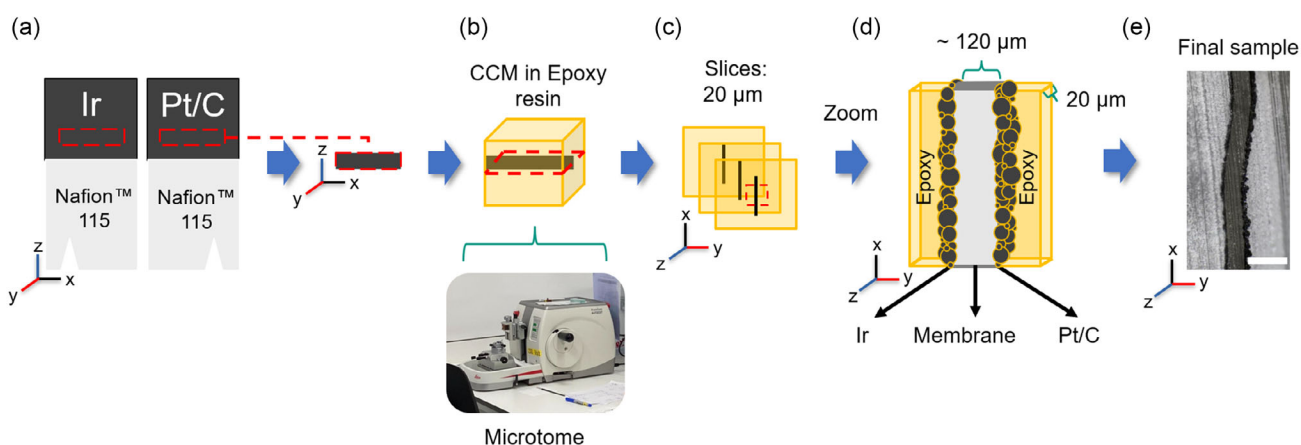 (a)
Ir
Pt/C
Nafion™
115
Nafion™
115
z
y
x
z
y
x
(b)
CCM in Epoxy
resin
Microtome
(c)
Slices:
20 µm
x
z
y
Zoom
(d)
~ 120 µm
20 µm
Epoxy
Epoxy
x
z
y
Ir
Membrane
Pt/C
(e)
Final sample
x
z
y